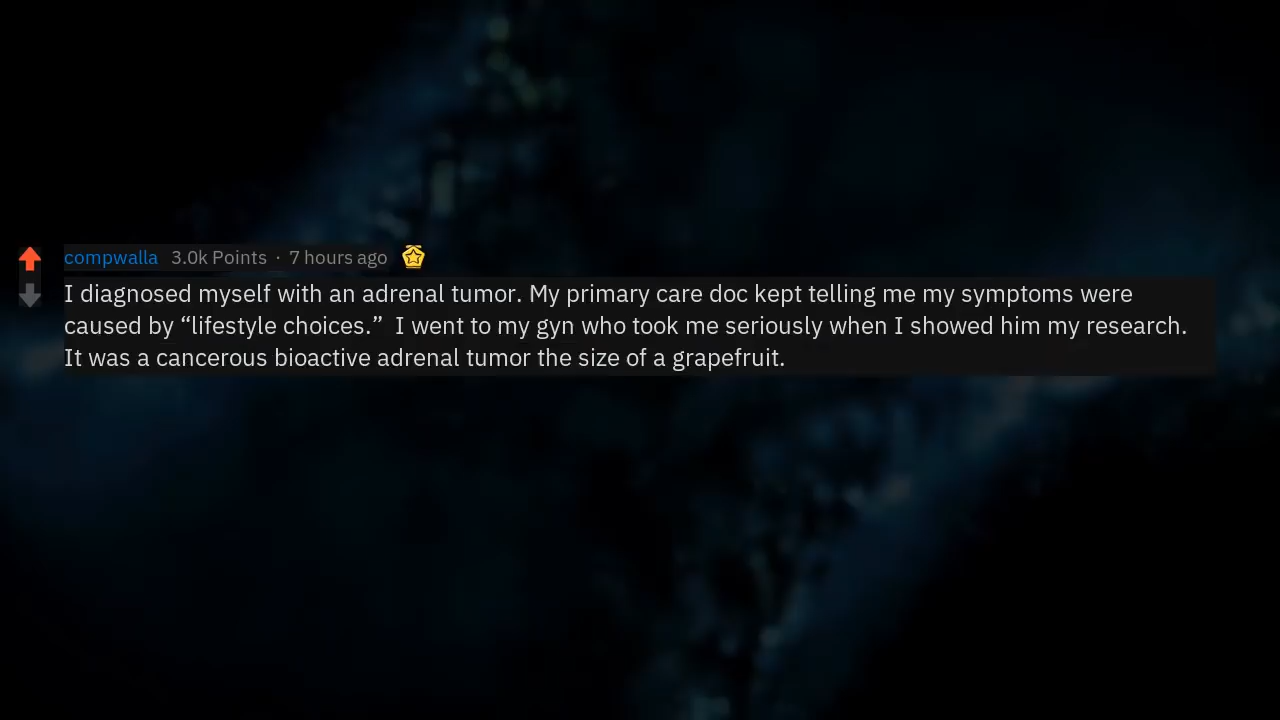 compwalla 3.0k Points · 7 hours ago
I diagnosed myself with an adrenal tumor. My primary care doc kept telling me my symptoms were
caused by “lifestyle choices.”  I went to my gyn who took me seriously when I showed him my research.
It was a cancerous bioactive adrenal tumor the size of a grapefruit.